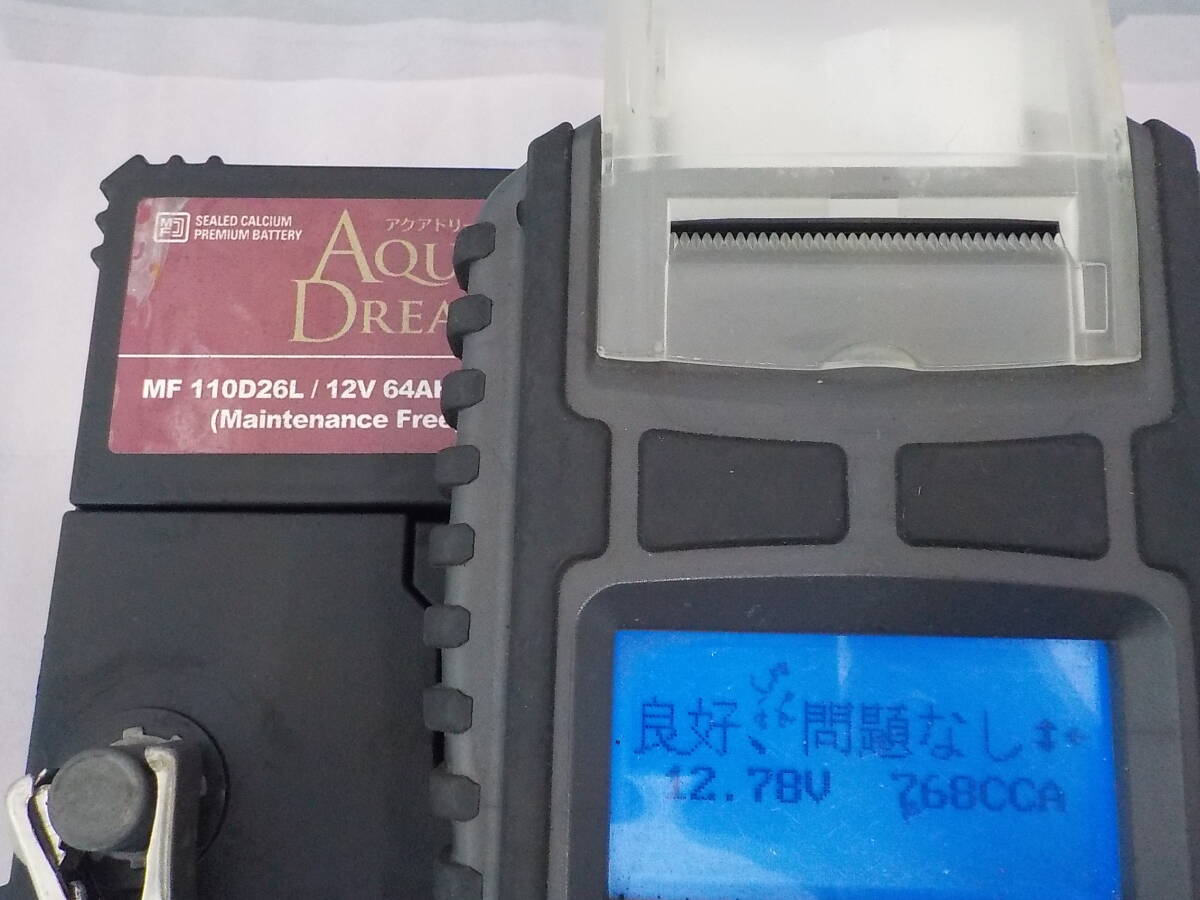 MF
SEALED CALCIUM
PREMIUM BATTERY
アクアトリ
AQU
DREA
MF 110D26L / 12V 64AH
(Maintenance Free
良好、問題なし
12.78V 768CCA